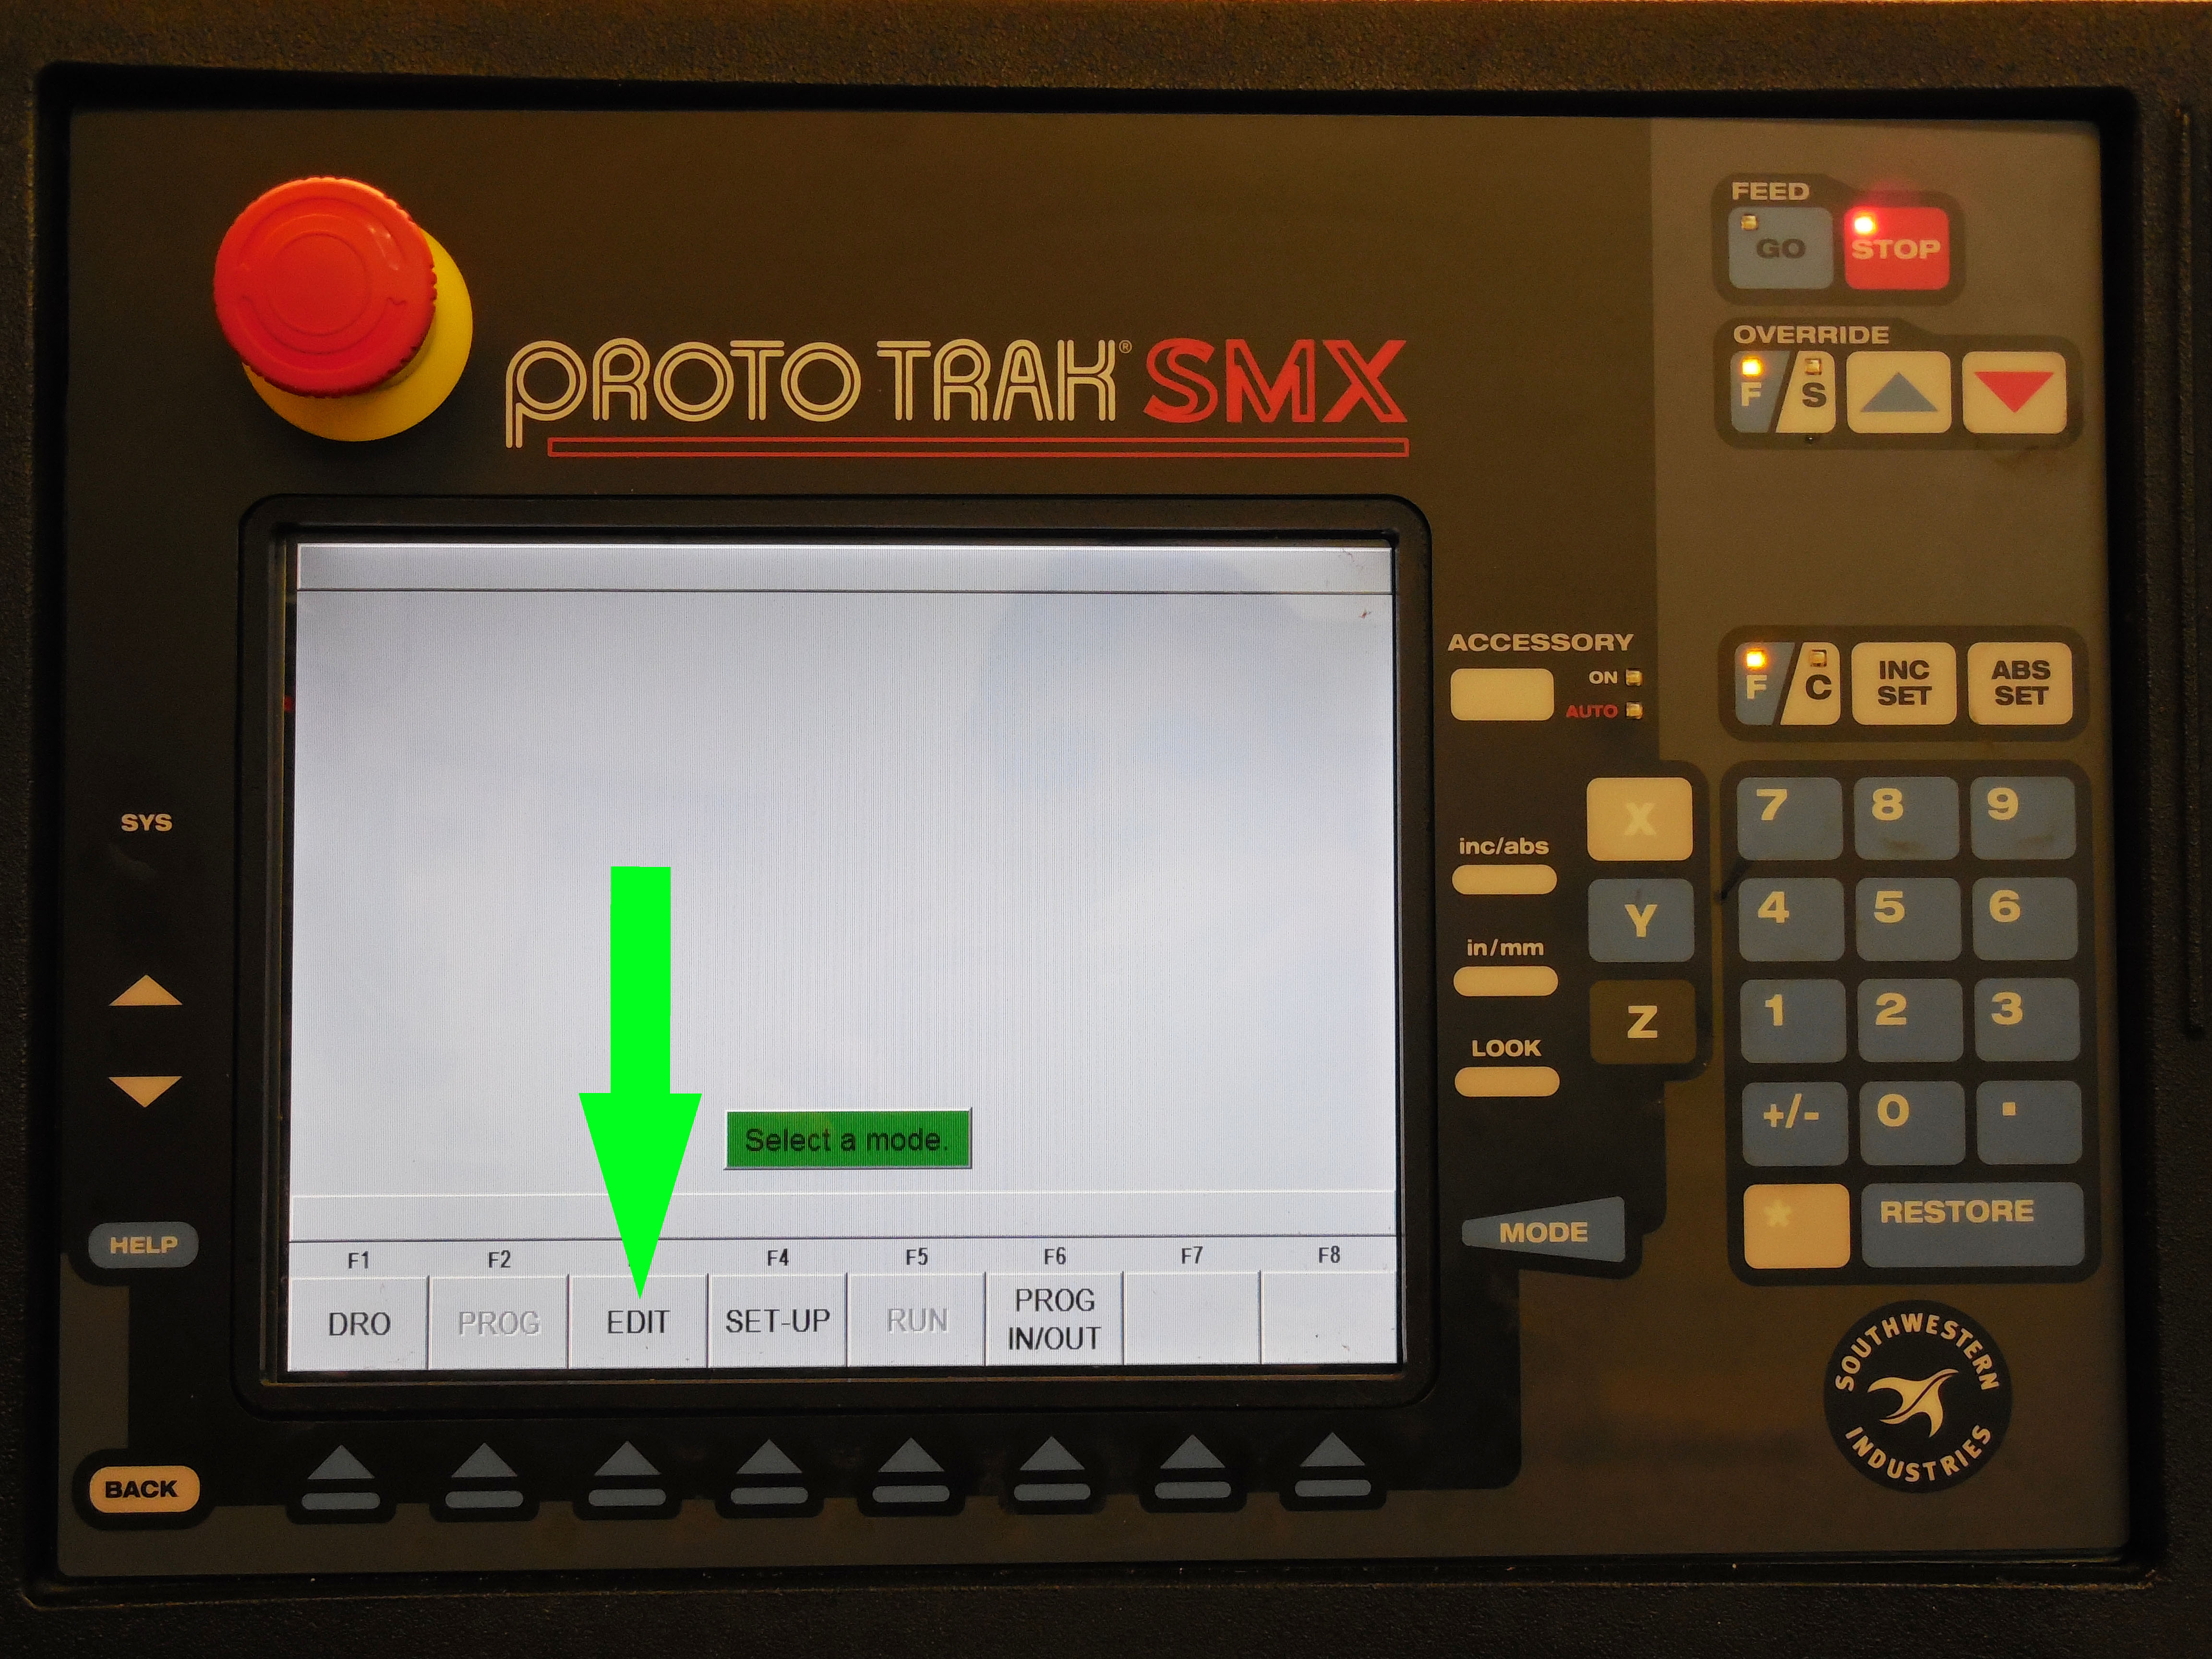 FEED
GO STOP
OVERRIDE
F / S
PROTO TRAK® SMX
ACCESSORY
ON
AUTO
F / C
INC SET
ABS SET
SYS
inc/abs
in/mm
LOOK
X
Y
Z
7 8 9
4 5 6
1 2 3
+/- 0 .
* RESTORE
MODE
Select a mode.
HELP
F1 F2 F4 F5 F6 F7 F8
DRO PROG EDIT SET-UP RUN PROG IN/OUT
BACK
SOUTHWESTERN
INDUSTRIES